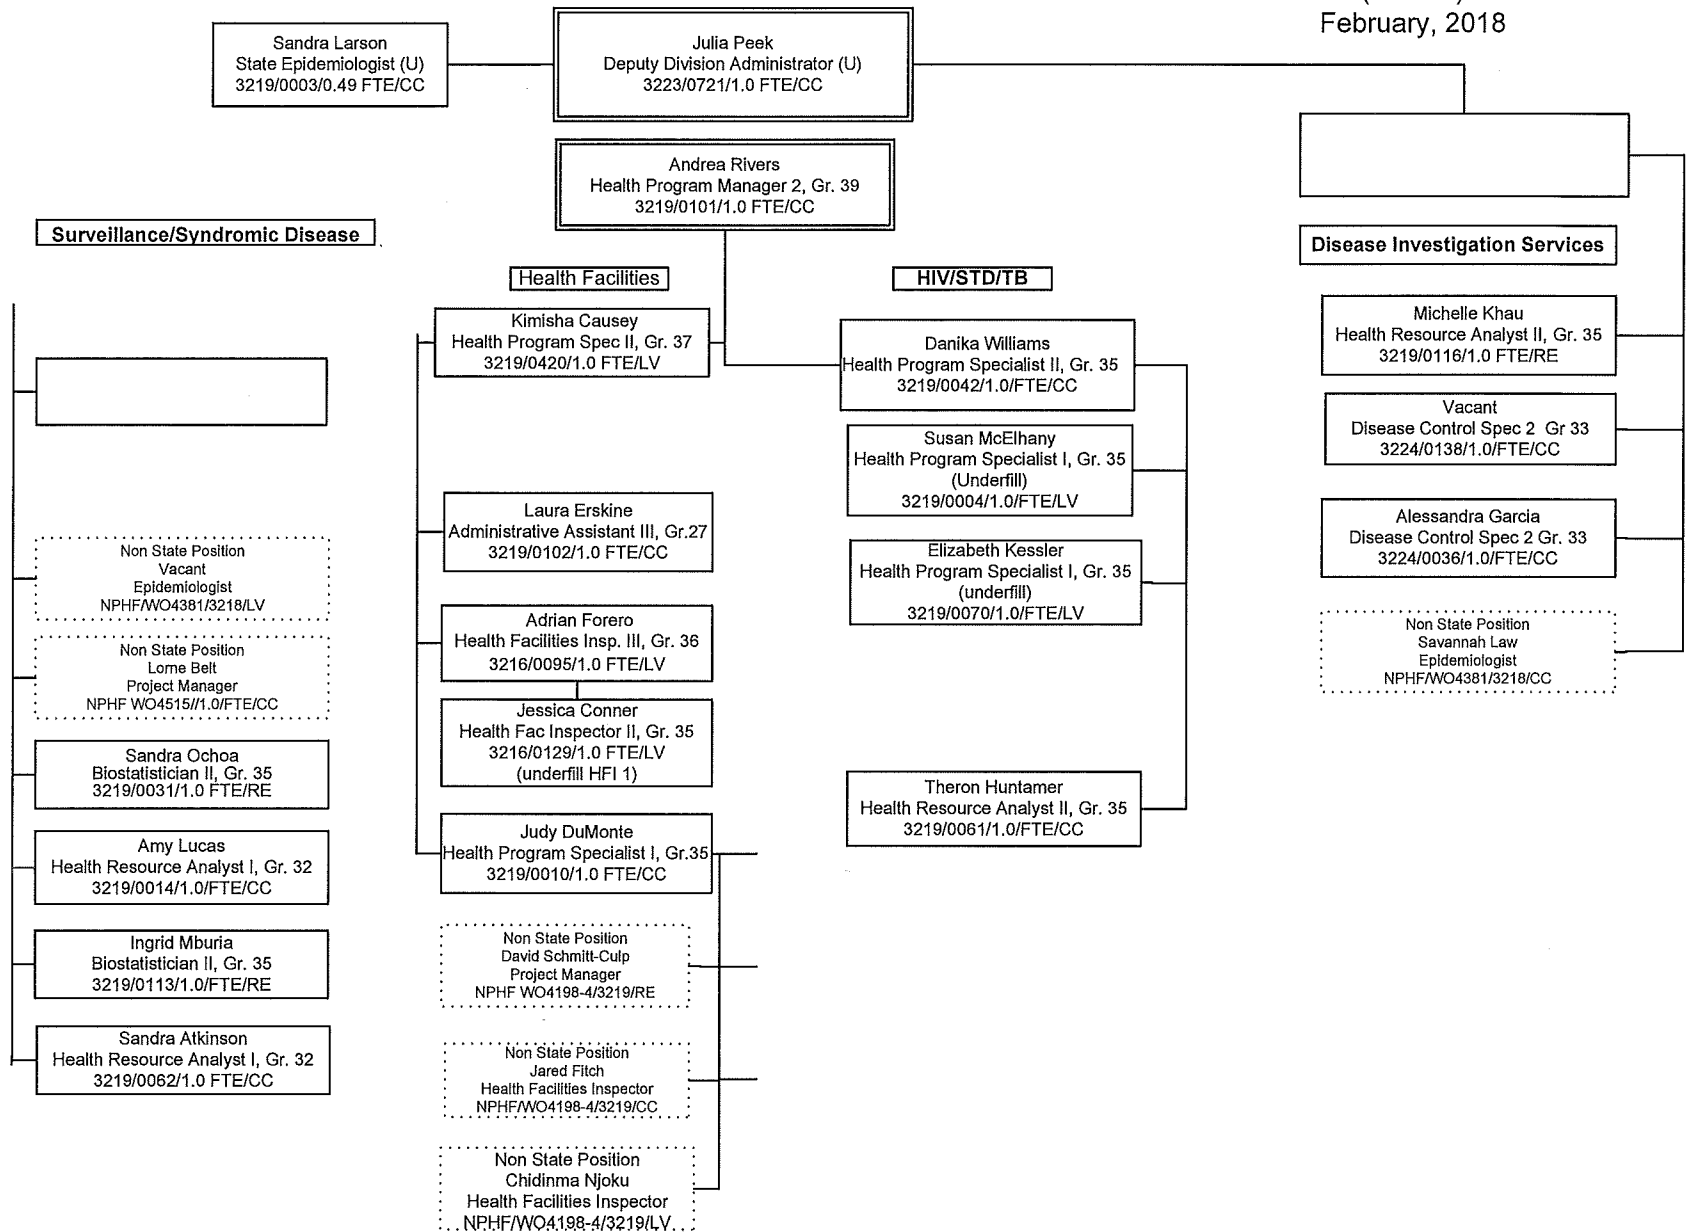 February, 2018
Sandra Larson
State Epidemiologist (U)
3219/0003/0.49 FTE/CC
Julia Peek
Deputy Division Administrator (U)
3223/0721/1.0 FTE/CC
Andrea Rivers
Health Program Manager 2, Gr. 39
3219/0101/1.0 FTE/CC
Surveillance/Syndromic Disease
Non State Position
Vacant
Epidemiologist
NPHF/WO4381/3218/LV
Non State Position
Lorne Belt
Project Manager
NPHF WO4515//1.0/FTE/CC
Sandra Ochoa
Biostatistician II, Gr. 35
3219/0031/1.0 FTE/RE
Amy Lucas
Health Resource Analyst I, Gr. 32
3219/0014/1.0/FTE/CC
Ingrid Mburia
Biostatistician II, Gr. 35
3219/0113/1.0/FTE/RE
Sandra Atkinson
Health Resource Analyst I, Gr. 32
3219/0062/1.0 FTE/CC
Health Facilities
Kimisha Causey
Health Program Spec II, Gr. 37
3219/0420/1.0 FTE/LV
Laura Erskine
Administrative Assistant III, Gr.27
3219/0102/1.0 FTE/CC
Adrian Forero
Health Facilities Insp. III, Gr. 36
3216/0095/1.0 FTE/LV
Jessica Conner
Health Fac Inspector II, Gr. 35
3216/0129/1.0 FTE/LV
(underfill HFI 1)
Judy DuMonte
Health Program Specialist I, Gr.35
3219/0010/1.0 FTE/CC
Non State Position
David Schmitt-Culp
Project Manager
NPHF WO4198-4/3219/RE
Non State Position
Jared Fitch
Health Facilities Inspector
NPHF/WO4198-4/3219/CC
Non State Position
Chidinma Njoku
Health Facilities Inspector
NPHF/WO4198-4/3219/LV
HIV/STD/TB
Danika Williams
Health Program Specialist II, Gr. 35
3219/0042/1.0/FTE/CC
Susan McElhany
Health Program Specialist I, Gr. 35
(Underfill)
3219/0004/1.0/FTE/LV
Elizabeth Kessler
Health Program Specialist I, Gr. 35
(underfill)
3219/0070/1.0/FTE/LV
Theron Huntamer
Health Resource Analyst II, Gr. 35
3219/0061/1.0/FTE/CC
Disease Investigation Services
Michelle Khau
Health Resource Analyst II, Gr. 35
3219/0116/1.0 FTE/RE
Vacant
Disease Control Spec 2 Gr 33
3224/0138/1.0/FTE/CC
Alessandra Garcia
Disease Control Spec 2 Gr. 33
3224/0036/1.0/FTE/CC
Non State Position
Savannah Law
Epidemiologist
NPHF/WO4381/3218/CC